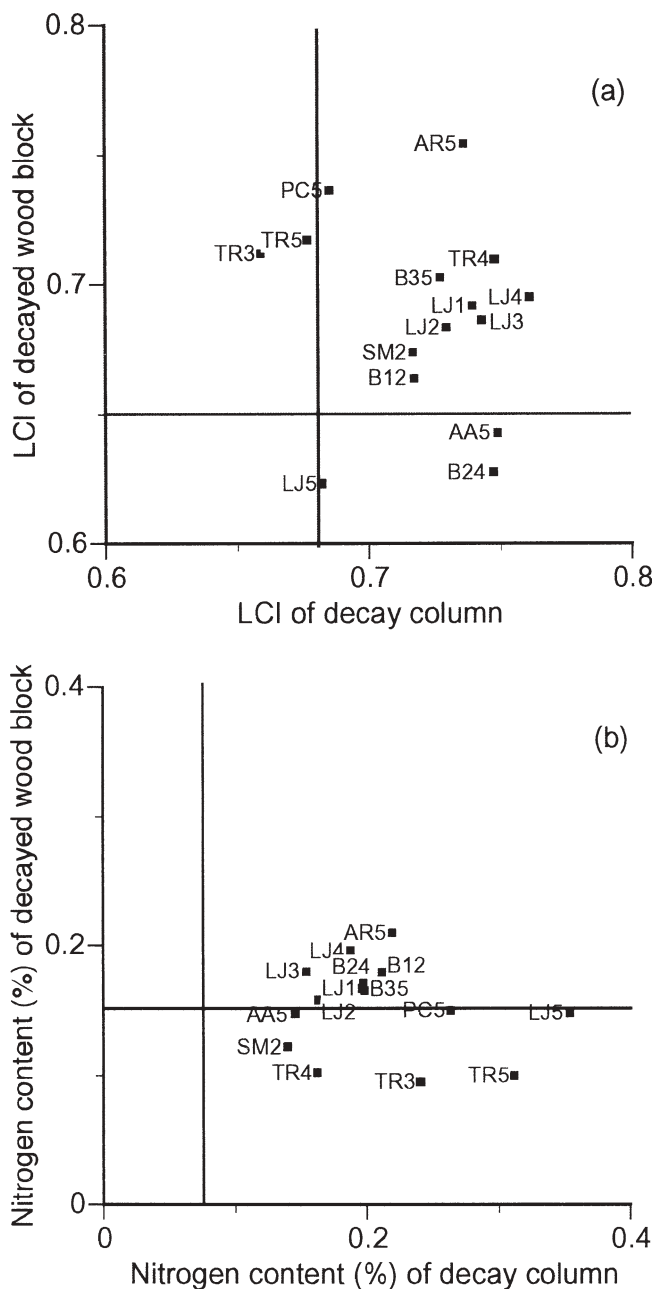 0.8
(a)
AR5
PC5
TR3
TR5
TR4
B35
0.7
LJ4
LJ1
LJ3
LJ2
SM2
B12
AA5
B24
LJ5
0.6
0.6
0.7
0.8
LCI of decayed wood block
LCI of decay column
0.4
(b)
AR5
LJ4
LJ3
B24
B12
0.2
LJ1
B35
AA5
LJ2
PC5
LJ5
SM2
TR4
TR3
TR5
0
0
0.2
0.4
Nitrogen content (%) of decayed wood block
Nitrogen content (%) of decay column